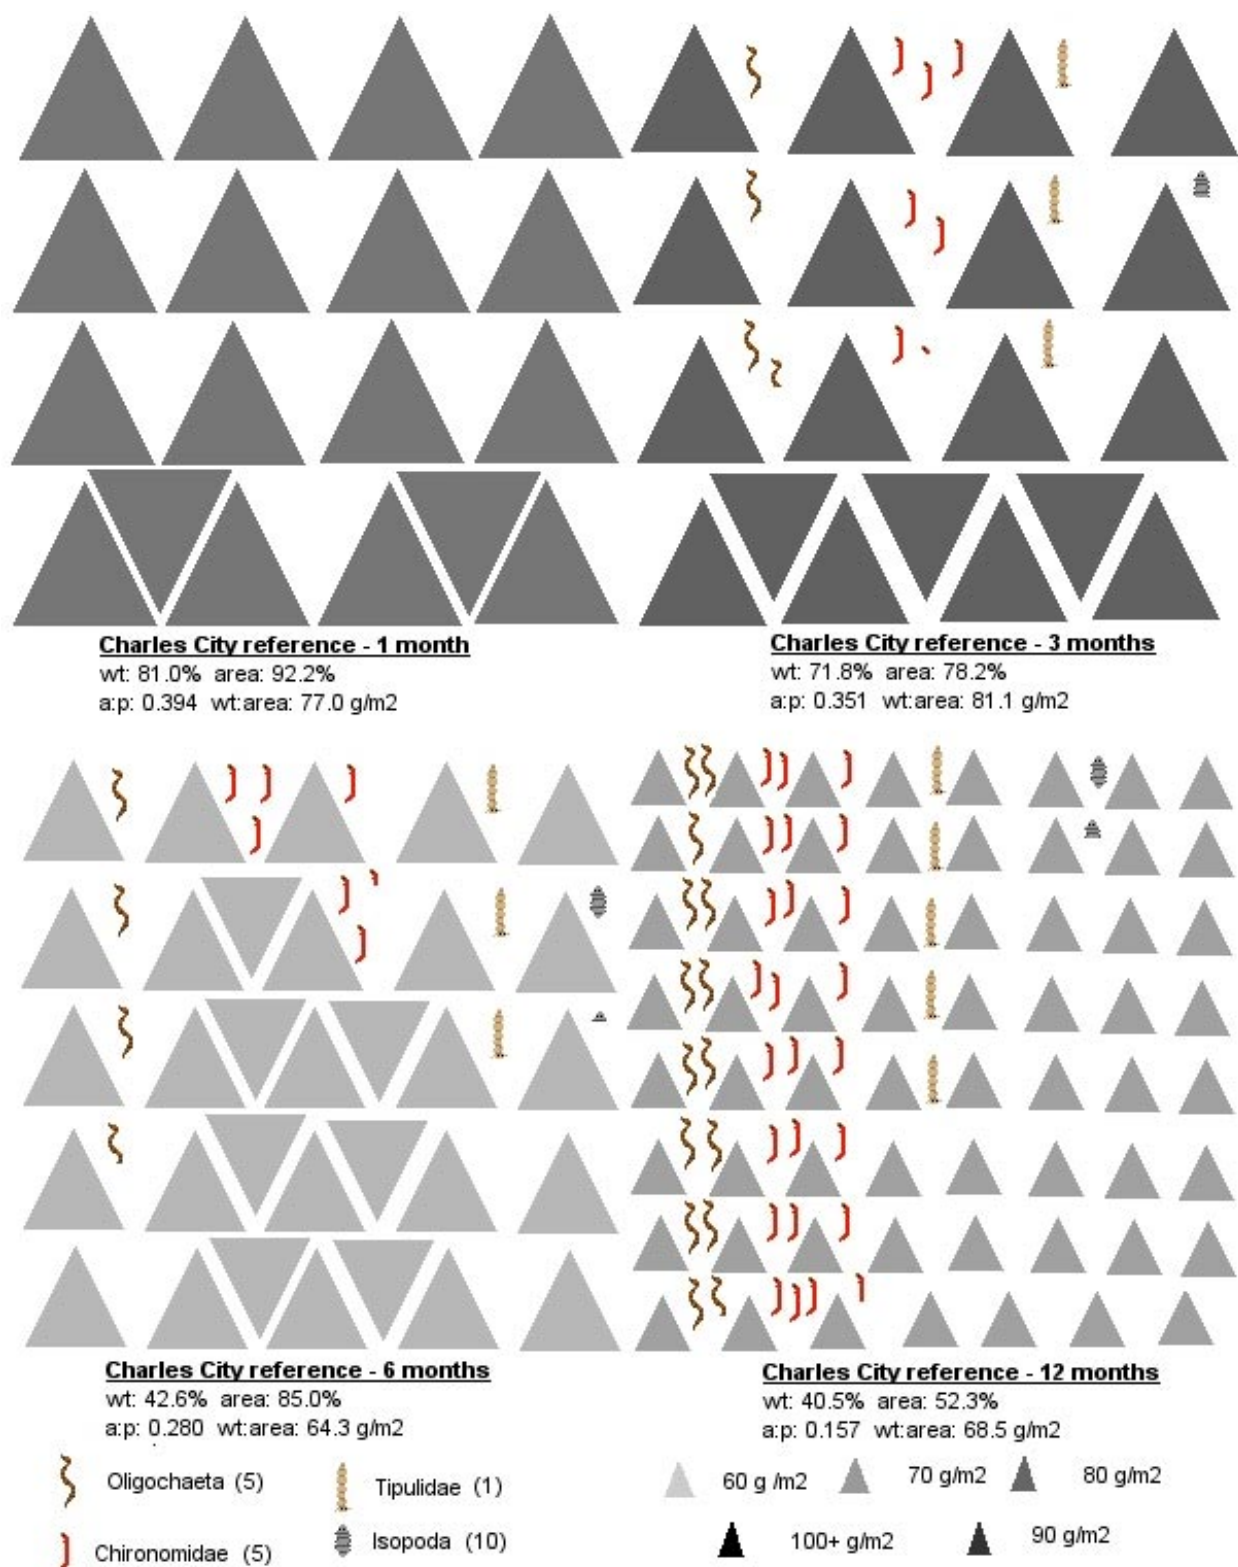 Charles City reference - 1 month
wt: 81.0% area: 92.2%
a:p: 0.394 wt:area: 77.0 g/m2
Charles City reference - 3 months
wt: 71.8% area: 78.2%
a:p: 0.351 wt:area: 81.1 g/m2
Charles City reference - 6 months
wt: 42.6% area: 85.0%
a:p: 0.280 wt:area: 64.3 g/m2
Charles City reference - 12 months
wt: 40.5% area: 52.3%
a:p: 0.157 wt:area: 68.5 g/m2
Oligochaeta (5)
Tipulidae (1)
Chironomidae (5)
Isopoda (10)
60 g /m2
70 g/m2
80 g/m2
100+ g/m2
90 g/m2